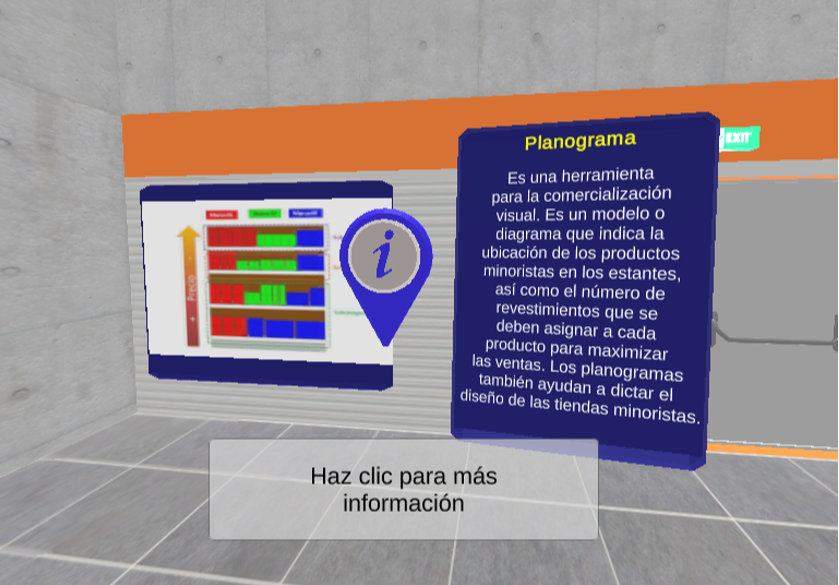 Planograma
Es una herramienta
para la comercialización
visual. Es un modelo o
diagrama que indica la
ubicación de los productos
minoristas en los estantes,
así como el número de
revestimientos que se
deben asignar a cada
producto para maximizar
las ventas. Los planogramas
también ayudan a dictar el
diseño de las tiendas minoristas.
EXIT
Precio
i
Haz clic para más
información